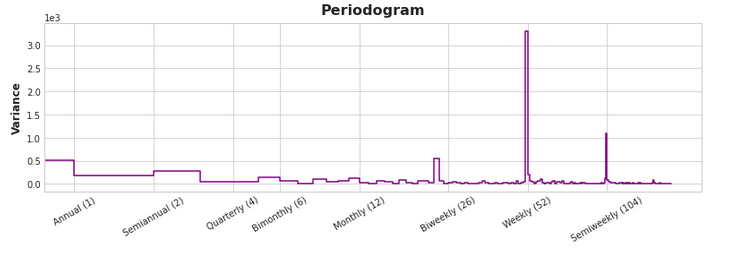 Periodogram
1e3
3.0
2.5
2.0
1.5
1.0
0.5
0.0
Variance
Annual (1)
Semiannual (2)
Quarterly (4)
Bimonthly (6)
Monthly (12)
Biweekly (26)
Weekly (52)
Semiweekly (104)